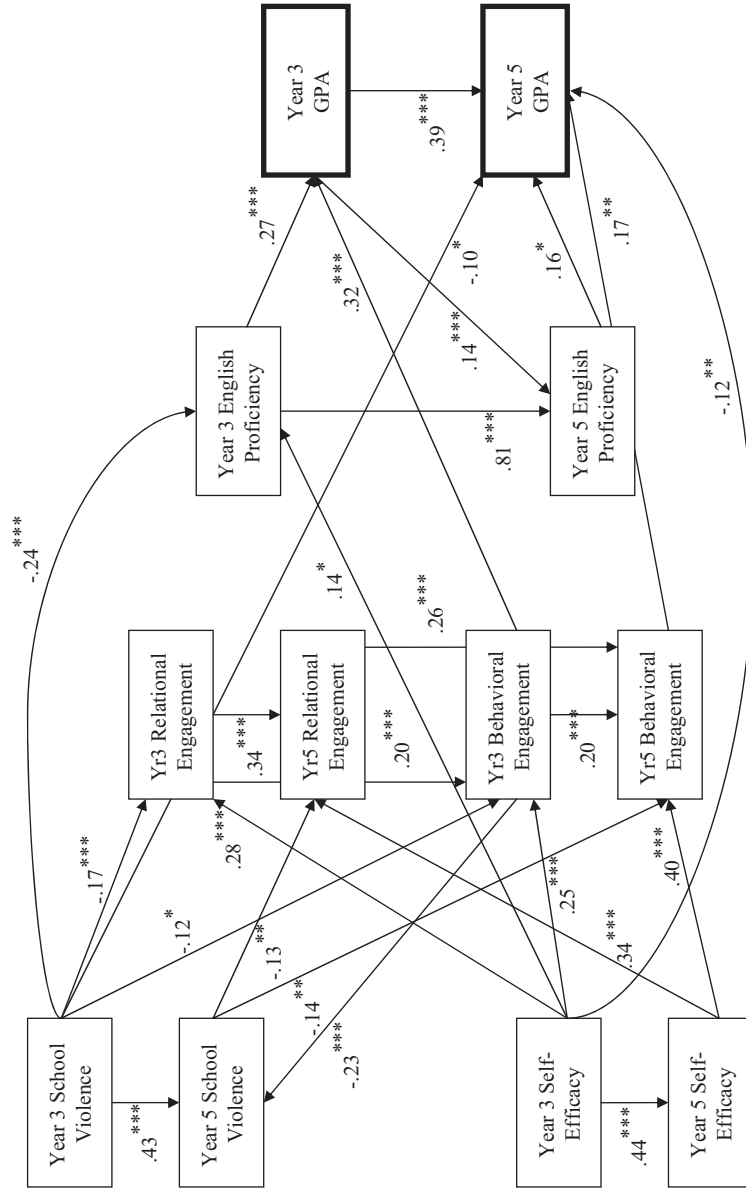 Year 3 School
Violence
Year 5 School
Violence
Year 3 Self-
Efficacy
Year 5 Self-
Efficacy
.43***
.44***
-.24***
-.17***
-.12*
-.13**
-.14**
-.23***
.28***
.25***
.14*
.34***
.40***
Yr3 Relational
Engagement
Yr5 Relational
Engagement
Yr3 Behavioral
Engagement
Yr5 Behavioral
Engagement
.34***
.20***
.26***
.20***
Year 3 English
Proficiency
Year 5 English
Proficiency
.81***
.27***
.32***
.14***
-.10*
.16*
.17**
-.12**
Year 3
GPA
Year 5
GPA
.39***